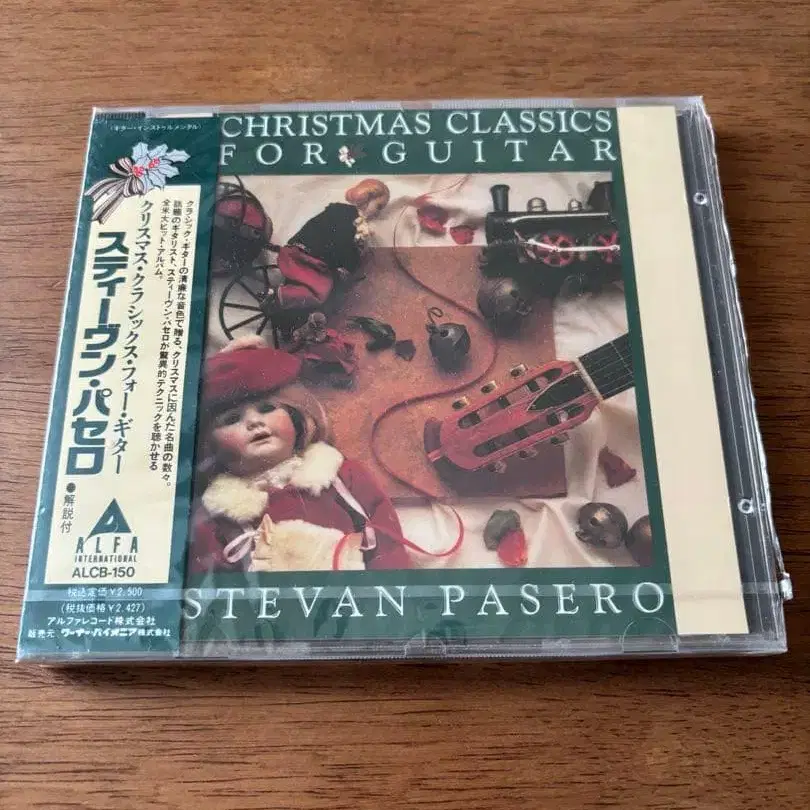 CHRISTMAS CLASSICS
FOR GUITAR
(ギター・インストゥルメンタル)
クリスマス・クラシックス・フォー・ギター
スティーヴン・パセロ
●解説付
クラシック・ギターの清廉な音色で贈る、クリスマスに因んだ名曲の数々。
話題のギタリスト、スティーヴン・パセロが驚異的テクニックを聴かせる
全米大ヒット・アルバム。
ALFA
INTERNATIONAL
ALCB-150
税込定価¥2,500
(税抜価格¥2,427)
アルファレコード株式会社
販売元 ワーナー・パイオニア株式会社
STEVAN PASERO